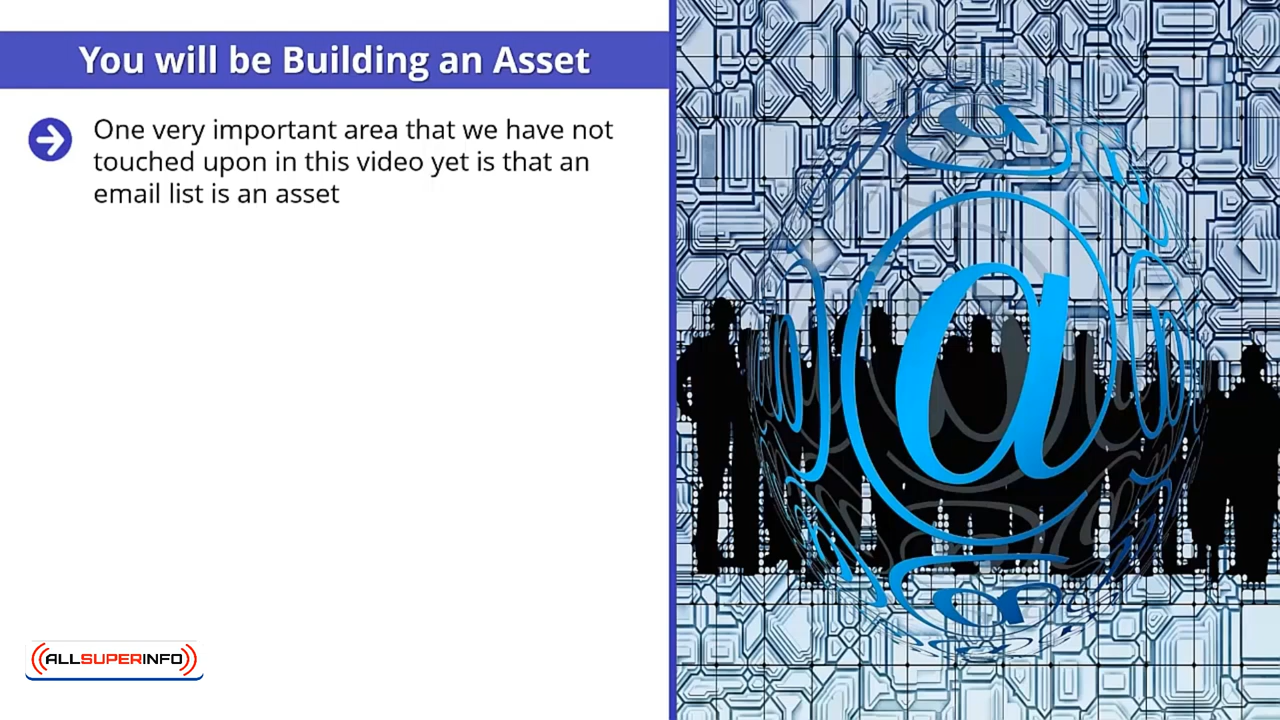 You will be Building an Asset
One very important area that we have not
touched upon in this video yet is that an
email list is an asset
@
ALLSUPERINFO